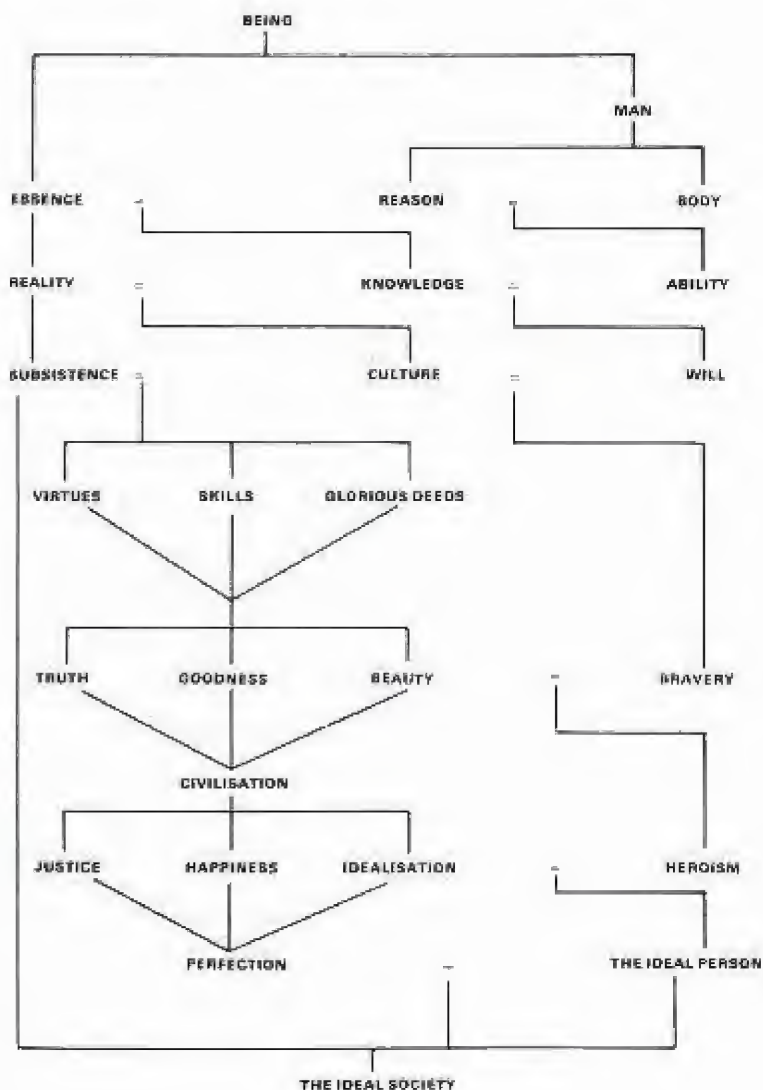 BEING
MAN
ESSENCE = REASON = BODY
REALITY = KNOWLEDGE = ABILITY
SUBSISTENCE = CULTURE = WILL
VIRTUES SKILLS GLORIOUS DEEDS
TRUTH GOODNESS BEAUTY = BRAVERY
CIVILISATION
JUSTICE HAPPINESS IDEALISATION = HEROISM
PERFECTION = THE IDEAL PERSON
THE IDEAL SOCIETY